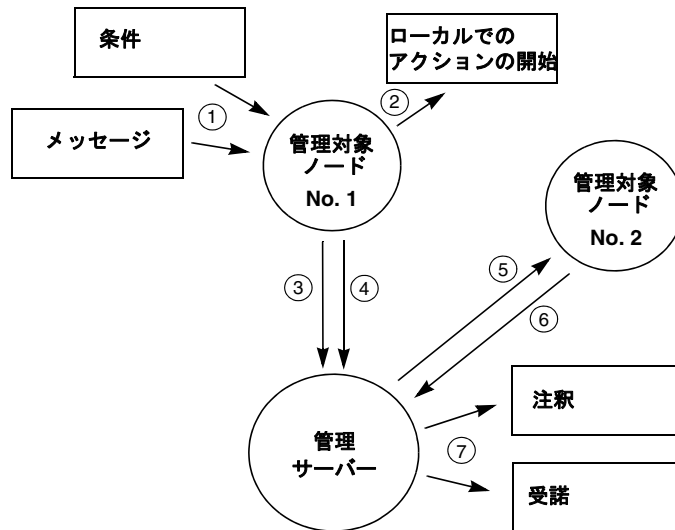 条件
ローカルでの
アクションの開始
①
②
メッセージ
管理対象
ノード
No. 1
管理対象
ノード
No. 2
③
④
⑤
⑥
管理
サーバー
注釈
⑦
受諾